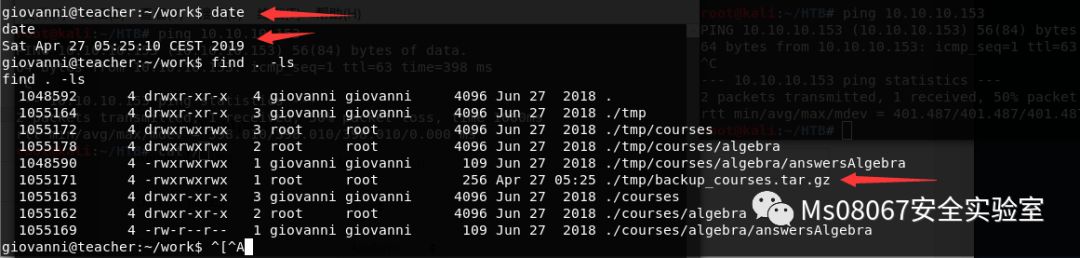 giovanni@teacher:~/work$ date
date
Sat Apr 27 05:25:10 CEST 2019
giovanni@teacher:~/work$ find . -ls
find . -ls
1048592 4 drwxr-xr-x 4 giovanni giovanni 4096 Jun 27 2018 .
1055164 4 drwxr-xr-x 3 giovanni giovanni 4096 Jun 27 2018 ./tmp
1055172 4 drwxrwxrwx 3 root root 4096 Jun 27 2018 ./tmp/courses
1055178 4 drwxrwxrwx 2 root root 4096 Jun 27 2018 ./tmp/courses/algebra
1048590 4 -rwxrwxrwx 1 giovanni giovanni 109 Jun 27 2018 ./tmp/courses/algebra/answersAlgebra
1055171 4 -rwxrwxrwx 1 root root 256 Apr 27 05:25 ./tmp/backup_courses.tar.gz
1055163 4 drwxr-xr-x 3 giovanni giovanni 4096 Jun 27 2018 ./courses
1055162 4 drwxr-xr-x 2 root root 4096 Jun 27 2018 ./courses/algebra
1055169 4 -rw-r--r-- 1 giovanni giovanni 109 Jun 27 2018 ./courses/algebra/answersAlgebra
giovanni@teacher:~/work$ ^[^A
root@kali:~/HTB# ping 10.10.10.153
PING 10.10.10.153 (10.10.10.153) 56(84
64 bytes from 10.10.10.153: icmp_seq=1 ttl=63
^C
--- 10.10.10.153 ping statistics ---
2 packets transmitted, 1 received, 50% packet
rtt min/avg/max/mdev = 401.487/401.487/401.48
root@kali:~/HTB#
Ms08067安全实验室